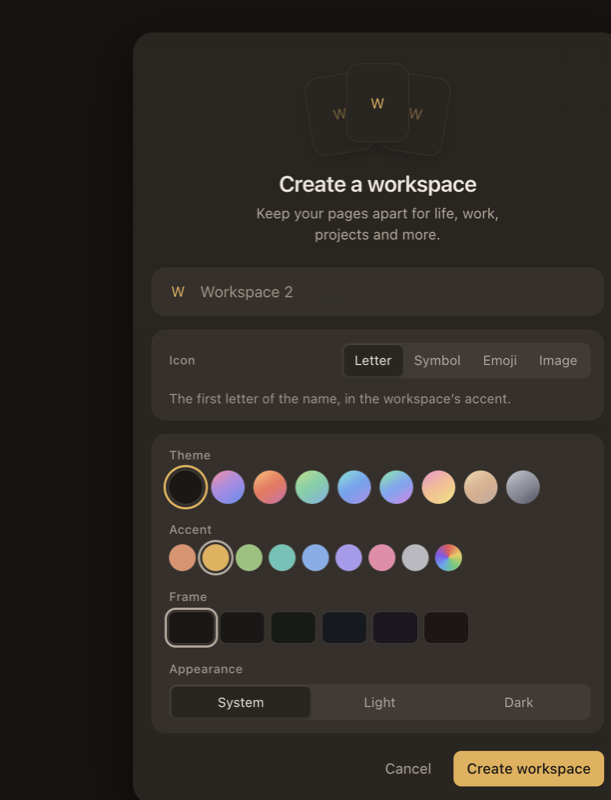 W W W
Create a workspace
Keep your pages apart for life, work,
projects and more.
W Workspace 2
Icon Letter Symbol Emoji Image
The first letter of the name, in the workspace's accent.
Theme
Accent
Frame
Appearance
System Light Dark
Cancel Create workspace